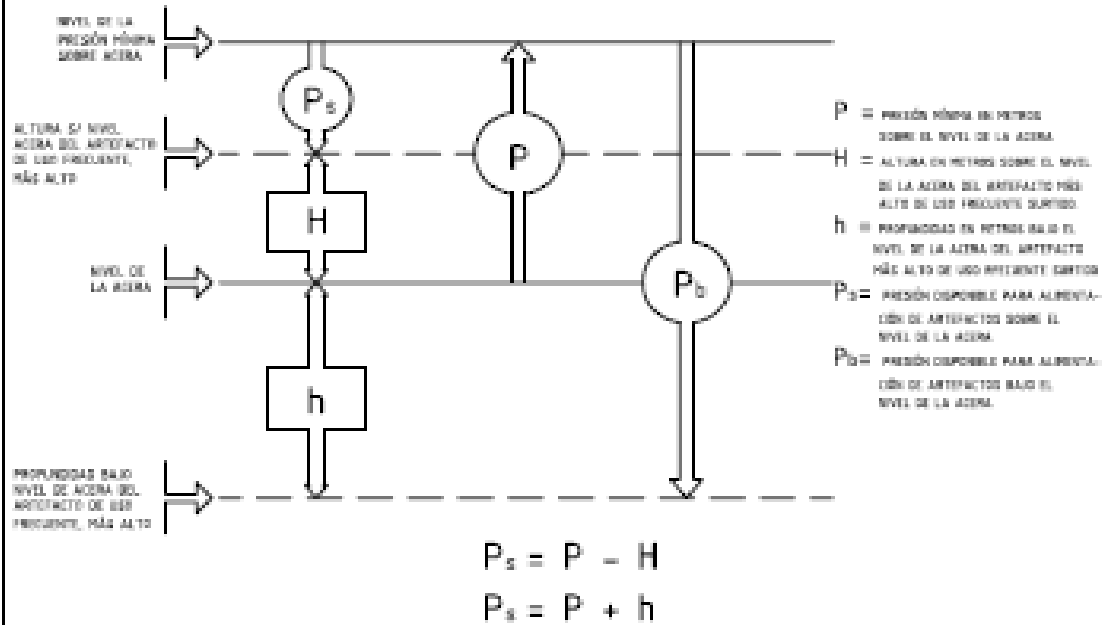 NIVEL DE LA
PRESIÓN MÍNIMA
SOBRE ACERA
ALTURA S/ NIVEL
ACERA DEL ARTEFACTO
DE USO FRECUENTE,
MÁS ALTO
NIVEL DE
LA ACERA
PROFUNDIDAD BAJO
NIVEL DE ACERA DEL
ARTEFACTO DE USO
FRECUENTE, MÁS ALTO
Ps
H
h
P
Pb
P = PRESIÓN MÍNIMA EN METROS
SOBRE EL NIVEL DE LA ACERA
H = ALTURA EN METROS SOBRE EL NIVEL
DE LA ACERA DEL ARTEFACTO MÁS
ALTO DE USO FRECUENTE SURTIDO
h = PROFUNDIDAD EN METROS BAJO EL
NIVEL DE LA ACERA DEL ARTEFACTO
MÁS ALTO DE USO FRECUENTE SURTIDO
Ps = PRESIÓN DISPONIBLE PARA ALIMENTA-
CIÓN DE ARTEFACTOS SOBRE EL
NIVEL DE LA ACERA
Pb = PRESIÓN DISPONIBLE PARA ALIMENTA-
CIÓN DE ARTEFACTOS BAJO EL
NIVEL DE LA ACERA
Ps = P - H
Ps = P + h